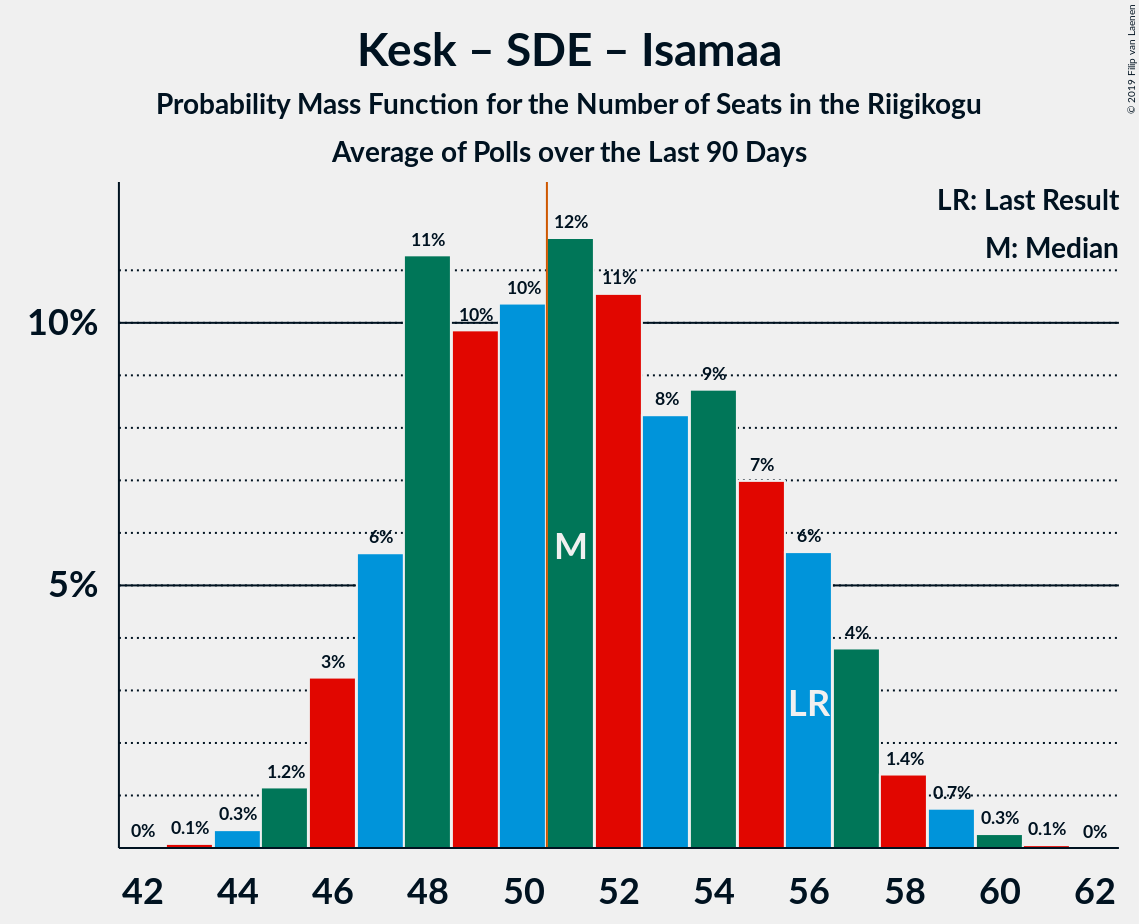 Kesk – SDE – Isamaa
Probability Mass Function for the Number of Seats in the Riigikogu
Average of Polls over the Last 90 Days
© 2019 Filip van Laenen
LR: Last Result
M: Median
10%
5%
0%
0.1%
0.3%
1.2%
3%
6%
11%
10%
10%
12%
11%
8%
9%
7%
6%
4%
1.4%
0.7%
0.3%
0.1%
0%
M
LR
42 44 46 48 50 52 54 56 58 60 62